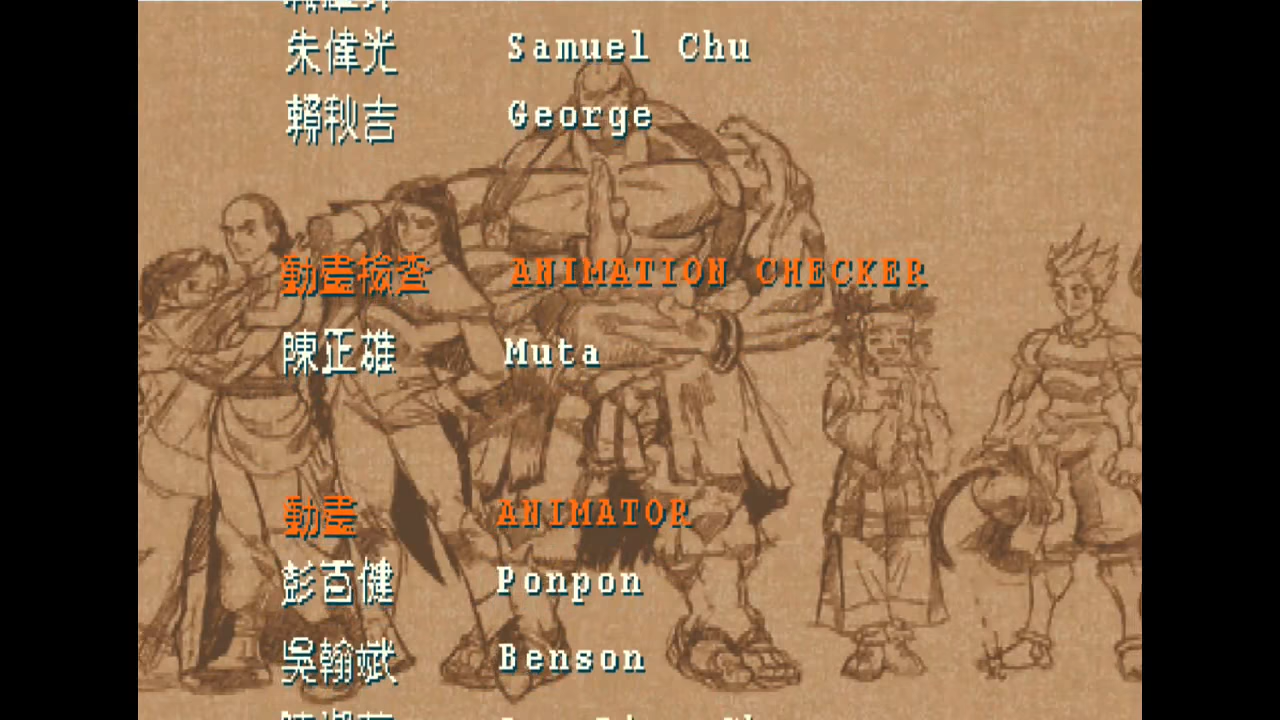 朱偉光 Samuel Chu
賴秋吉 George
動畫檢查 ANIMATION CHECKER
陳正雄 Muta
動畫 ANIMATOR
彭百健 Ponpon
吳翰斌 Benson